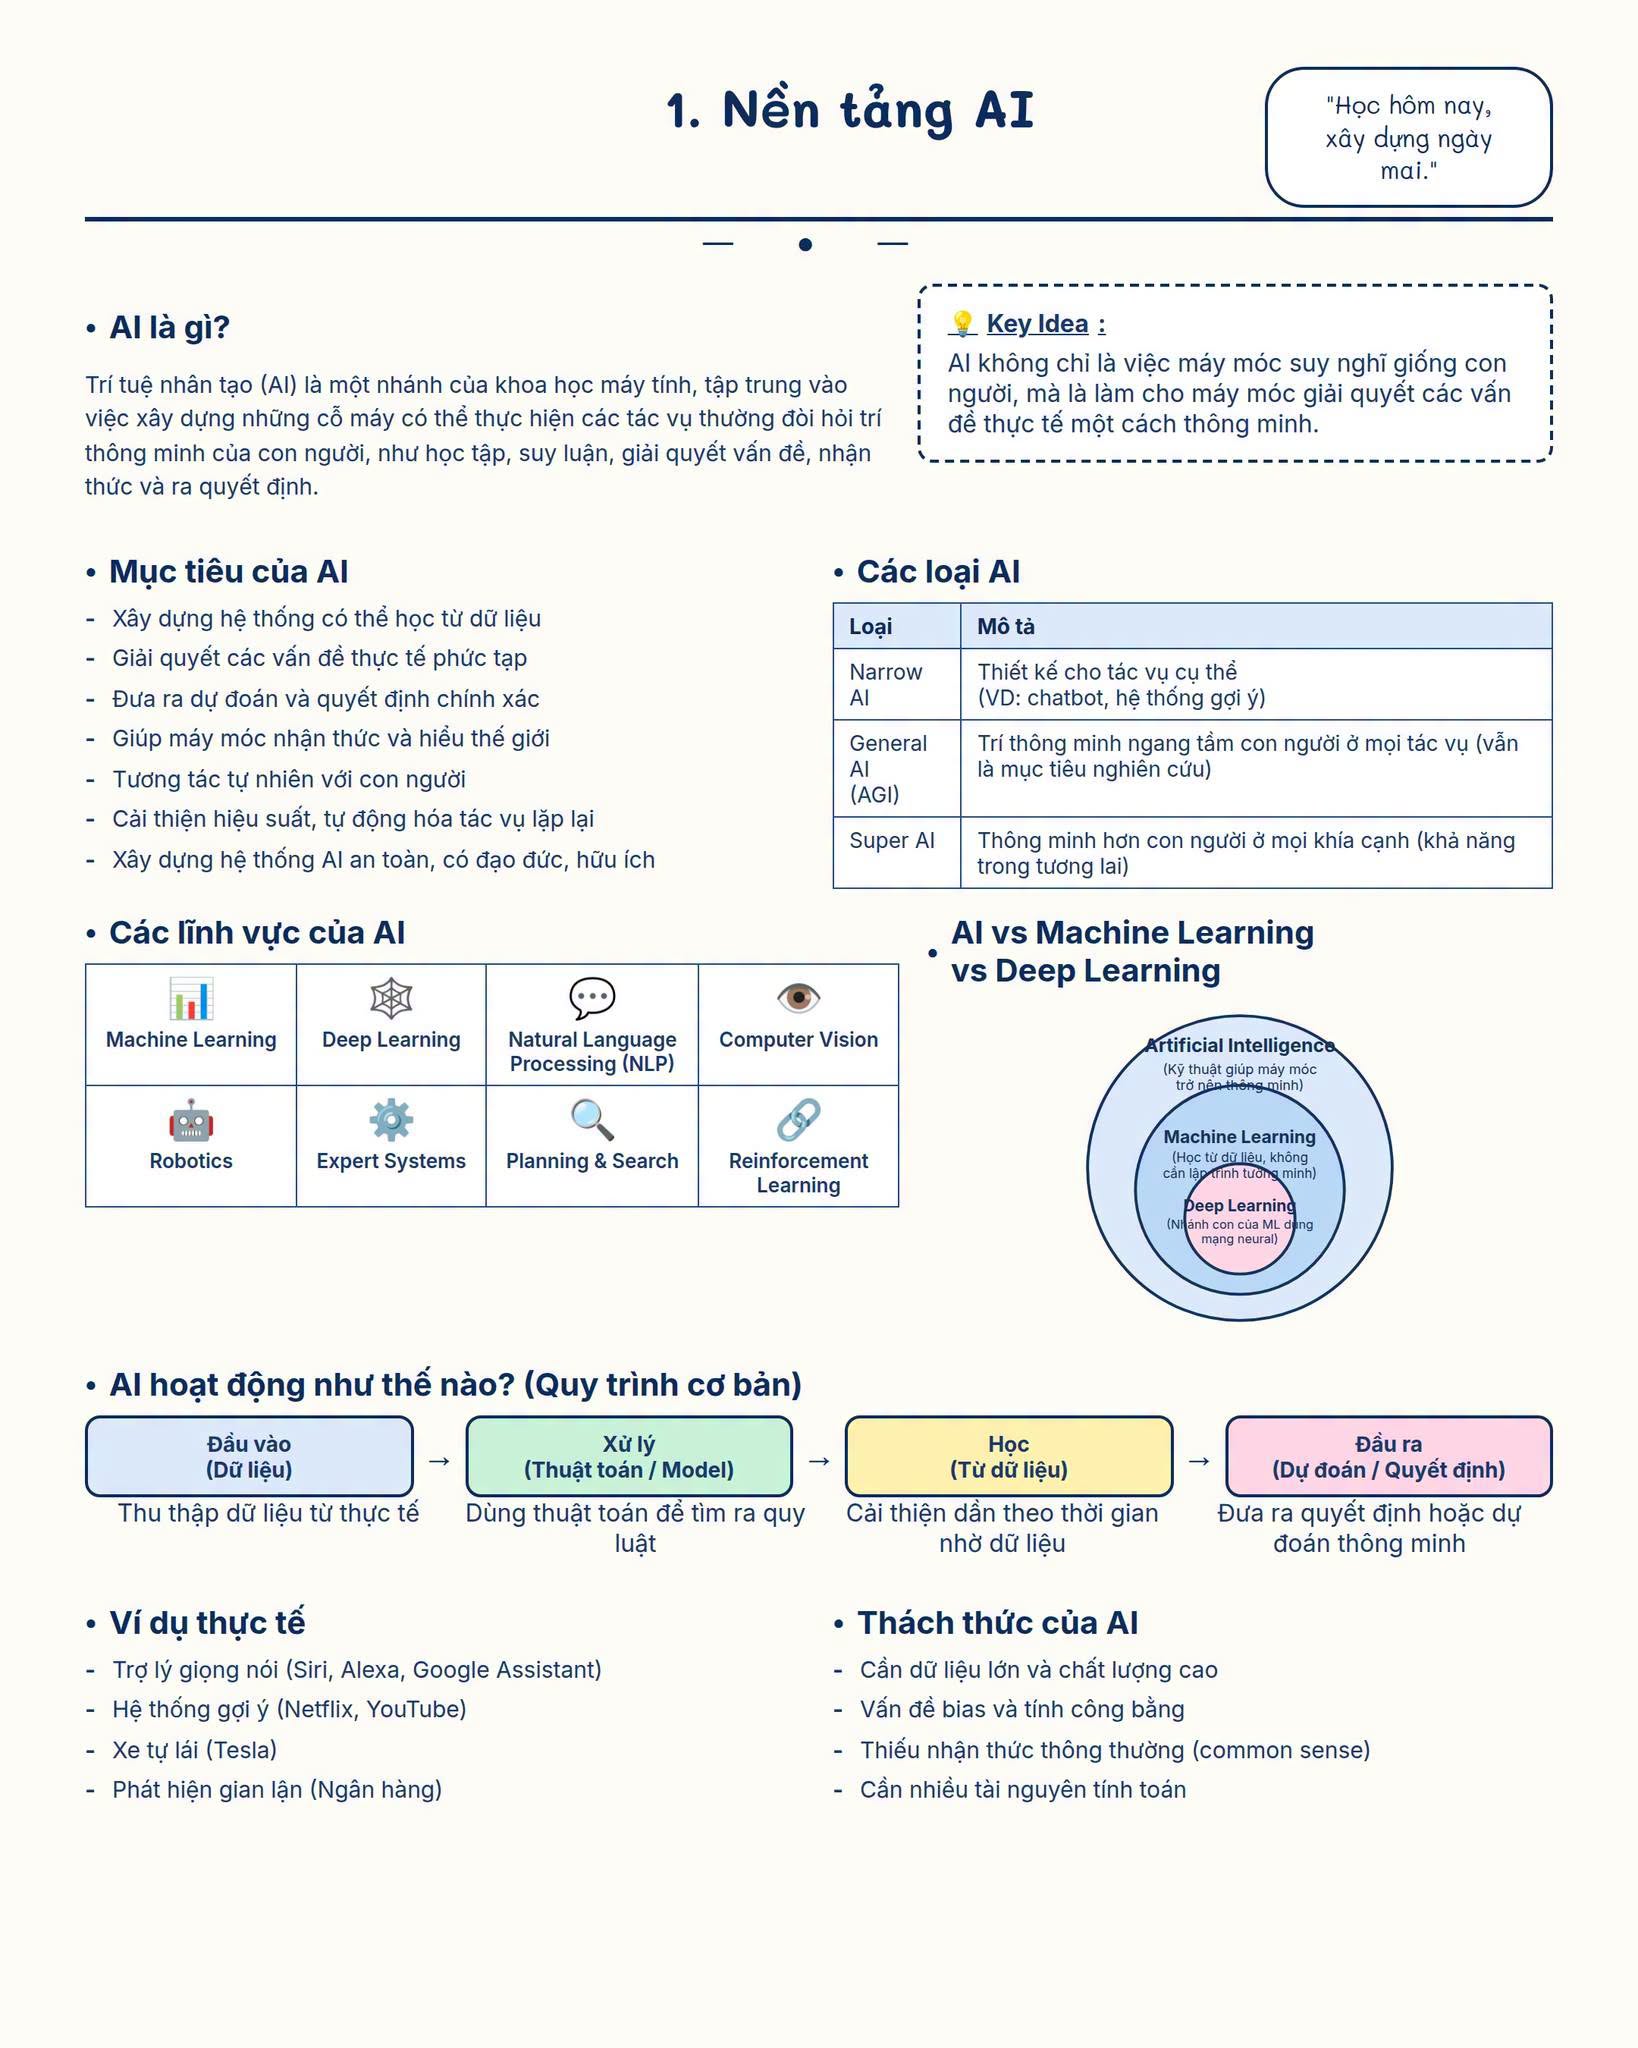 1. Nền tảng AI
"Học hôm nay,
xây dựng ngày
mai."
• AI là gì?
Trí tuệ nhân tạo (AI) là một nhánh của khoa học máy tính, tập trung vào
việc xây dựng những cỗ máy có thể thực hiện các tác vụ thường đòi hỏi trí
thông minh của con người, như học tập, suy luận, giải quyết vấn đề, nhận
thức và ra quyết định.
💡 Key Idea :
AI không chỉ là việc máy móc suy nghĩ giống con
người, mà là làm cho máy móc giải quyết các vấn
đề thực tế một cách thông minh.
• Mục tiêu của AI
- Xây dựng hệ thống có thể học từ dữ liệu
- Giải quyết các vấn đề thực tế phức tạp
- Đưa ra dự đoán và quyết định chính xác
- Giúp máy móc nhận thức và hiểu thế giới
- Tương tác tự nhiên với con người
- Cải thiện hiệu suất, tự động hóa tác vụ lặp lại
- Xây dựng hệ thống AI an toàn, có đạo đức, hữu ích
• Các loại AI
Loại
Mô tả
Narrow
AI
Thiết kế cho tác vụ cụ thể
(VD: chatbot, hệ thống gợi ý)
General
AI
(AGI)
Trí thông minh ngang tầm con người ở mọi tác vụ (vẫn
là mục tiêu nghiên cứu)
Super AI
Thông minh hơn con người ở mọi khía cạnh (khả năng
trong tương lai)
• Các lĩnh vực của AI
Machine Learning
Deep Learning
Natural Language
Processing (NLP)
Computer Vision
Robotics
Expert Systems
Planning & Search
Reinforcement
Learning
• AI vs Machine Learning
vs Deep Learning
Artificial Intelligence
(Kỹ thuật giúp máy móc
trở nên thông minh)
Machine Learning
(Học từ dữ liệu, không
cần lập trình tường minh)
Deep Learning
(Nhánh con của ML dùng
mạng neural)
• AI hoạt động như thế nào? (Quy trình cơ bản)
Đầu vào
(Dữ liệu)
→
Xử lý
(Thuật toán / Model)
→
Học
(Từ dữ liệu)
→
Đầu ra
(Dự đoán / Quyết định)
Thu thập dữ liệu từ thực tế
Dùng thuật toán để tìm ra quy
luật
Cải thiện dần theo thời gian
nhờ dữ liệu
Đưa ra quyết định hoặc dự
đoán thông minh
• Ví dụ thực tế
- Trợ lý giọng nói (Siri, Alexa, Google Assistant)
- Hệ thống gợi ý (Netflix, YouTube)
- Xe tự lái (Tesla)
- Phát hiện gian lận (Ngân hàng)
• Thách thức của AI
- Cần dữ liệu lớn và chất lượng cao
- Vấn đề bias và tính công bằng
- Thiếu nhận thức thông thường (common sense)
- Cần nhiều tài nguyên tính toán